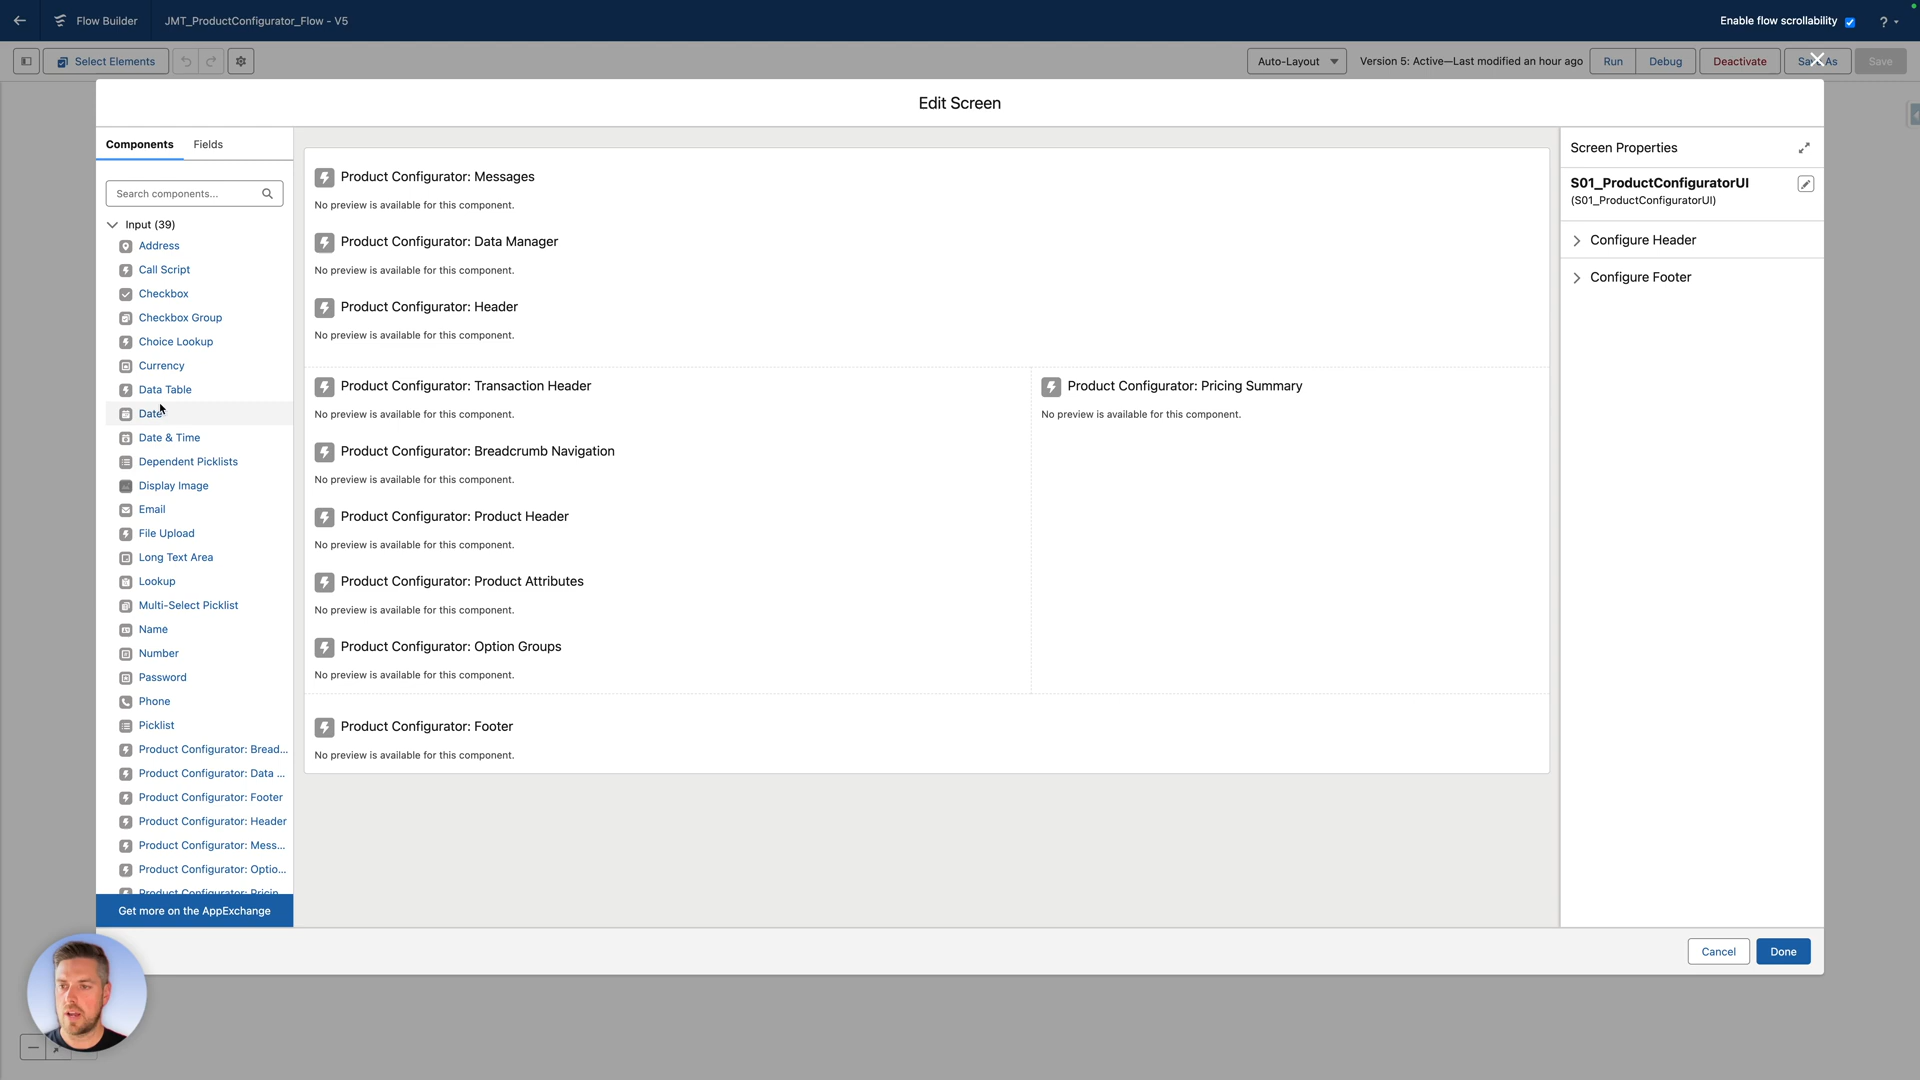 Flow Builder
JMT_ProductConfigurator_Flow - V5
Enable flow scrollability
?
Select Elements
Auto-Layout
Version 5: Active—Last modified an hour ago
Run
Debug
Deactivate
Save
Edit Screen
Components
Fields
Search components...
Input (39)
Address
Call Script
Checkbox
Checkbox Group
Choice Lookup
Currency
Data Table
Date
Date & Time
Dependent Picklists
Display Image
Email
File Upload
Long Text Area
Lookup
Multi-Select Picklist
Name
Number
Password
Phone
Picklist
Product Configurator: Bread...
Product Configurator: Data ...
Product Configurator: Footer
Product Configurator: Header
Product Configurator: Mess...
Product Configurator: Optio...
Product Configurator: Pricin
Get more on the AppExchange
Product Configurator: Messages
No preview is available for this component.
Product Configurator: Data Manager
No preview is available for this component.
Product Configurator: Header
No preview is available for this component.
Product Configurator: Transaction Header
No preview is available for this component.
Product Configurator: Breadcrumb Navigation
No preview is available for this component.
Product Configurator: Product Header
No preview is available for this component.
Product Configurator: Product Attributes
No preview is available for this component.
Product Configurator: Option Groups
No preview is available for this component.
Product Configurator: Pricing Summary
No preview is available for this component.
Product Configurator: Footer
No preview is available for this component.
Screen Properties
S01_ProductConfiguratorUI
(S01_ProductConfiguratorUI)
Configure Header
Configure Footer
Cancel
Done